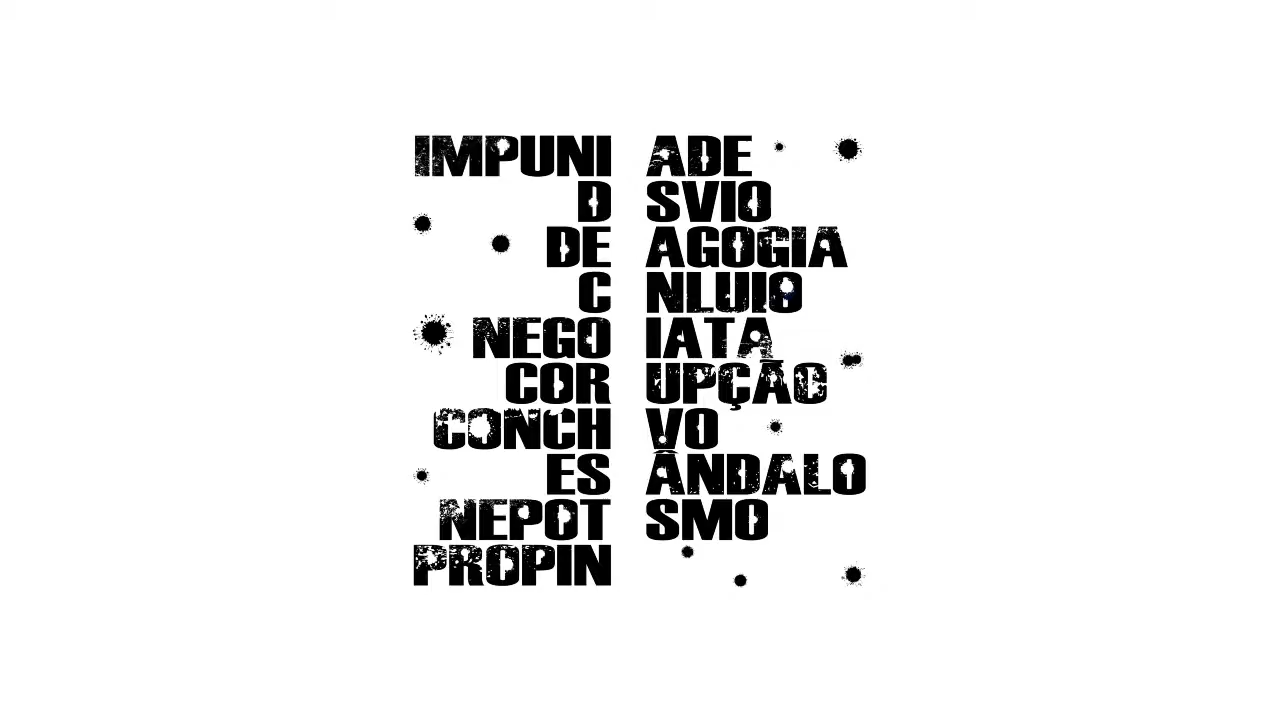 IMPUNI ADE
D SVIO
DE AGOGIA
C NLUIO
NEGO IATA
COR UPÇÃO
CONCH VO
ES ÂNDALO
NEPOT SMO
PROPIN